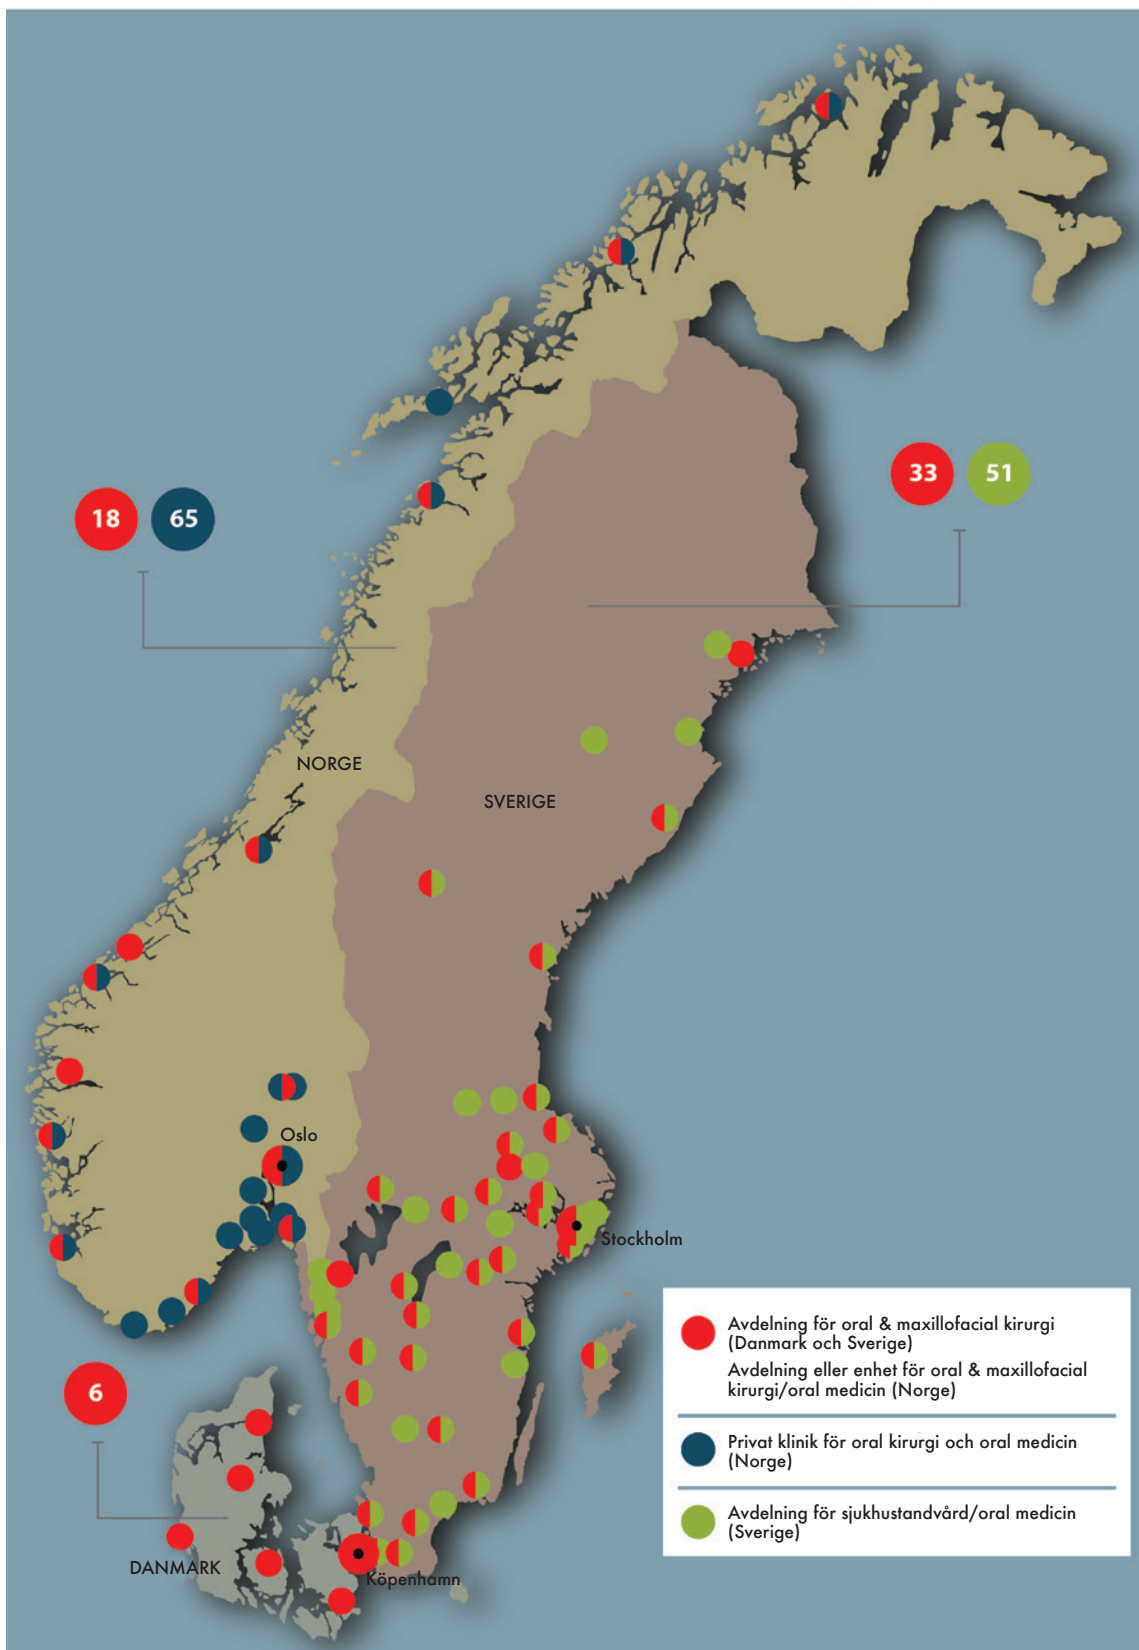 33
51
18
65
NORGE
SVERIGE
Oslo
Stockholm
6
DANMARK
Köpenhamn
Avdelning för oral & maxillofacial kirurgi
(Danmark och Sverige)
Avdelning eller enhet för oral & maxillofacial
kirurgi/oral medicin (Norge)
Privat klinik för oral kirurgi och oral medicin
(Norge)
Avdelning för sjukhustandvård/oral medicin
(Sverige)